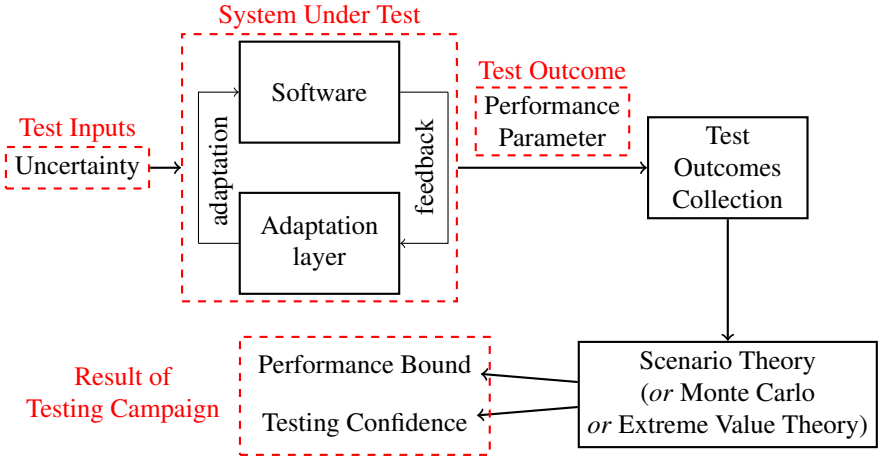 System Under Test
Software
adaptation
feedback
Adaptation
layer
Test Inputs
Uncertainty
Test Outcome
Performance
Parameter
Test
Outcomes
Collection
Scenario Theory
(or Monte Carlo
or Extreme Value Theory)
Performance Bound
Testing Confidence
Result of
Testing Campaign